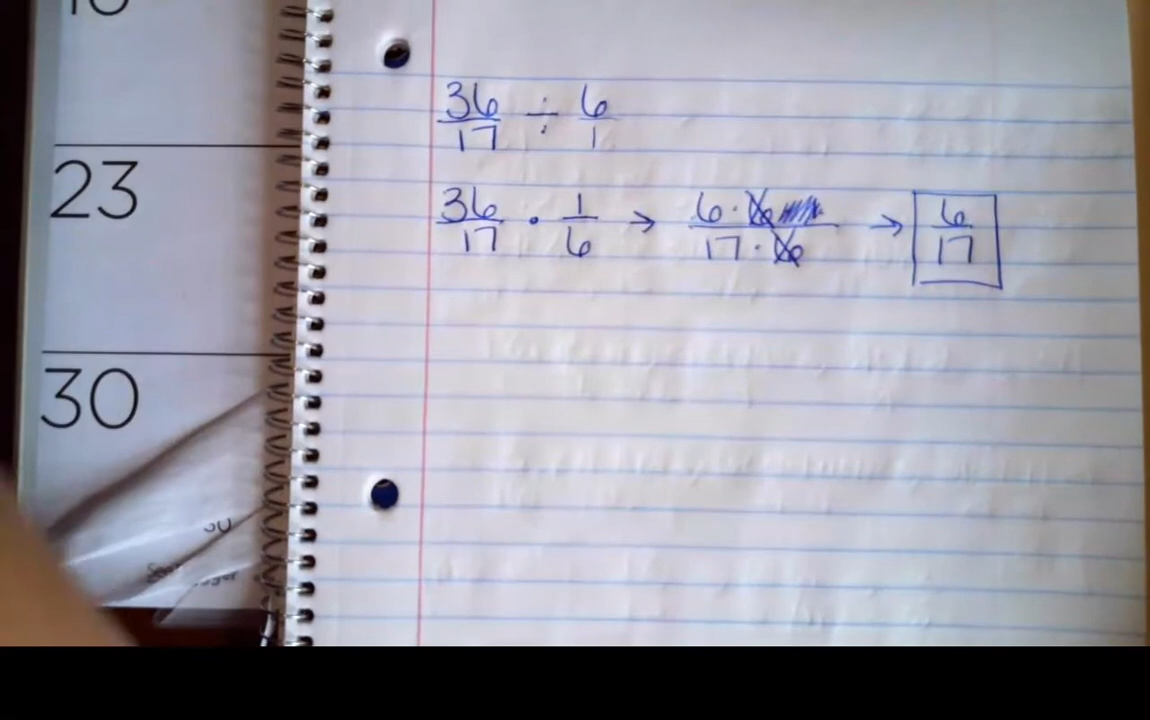 23
30
36/17 ÷ 6/1
36/17 · 1/6 → 6·6/17·6 → 6/17